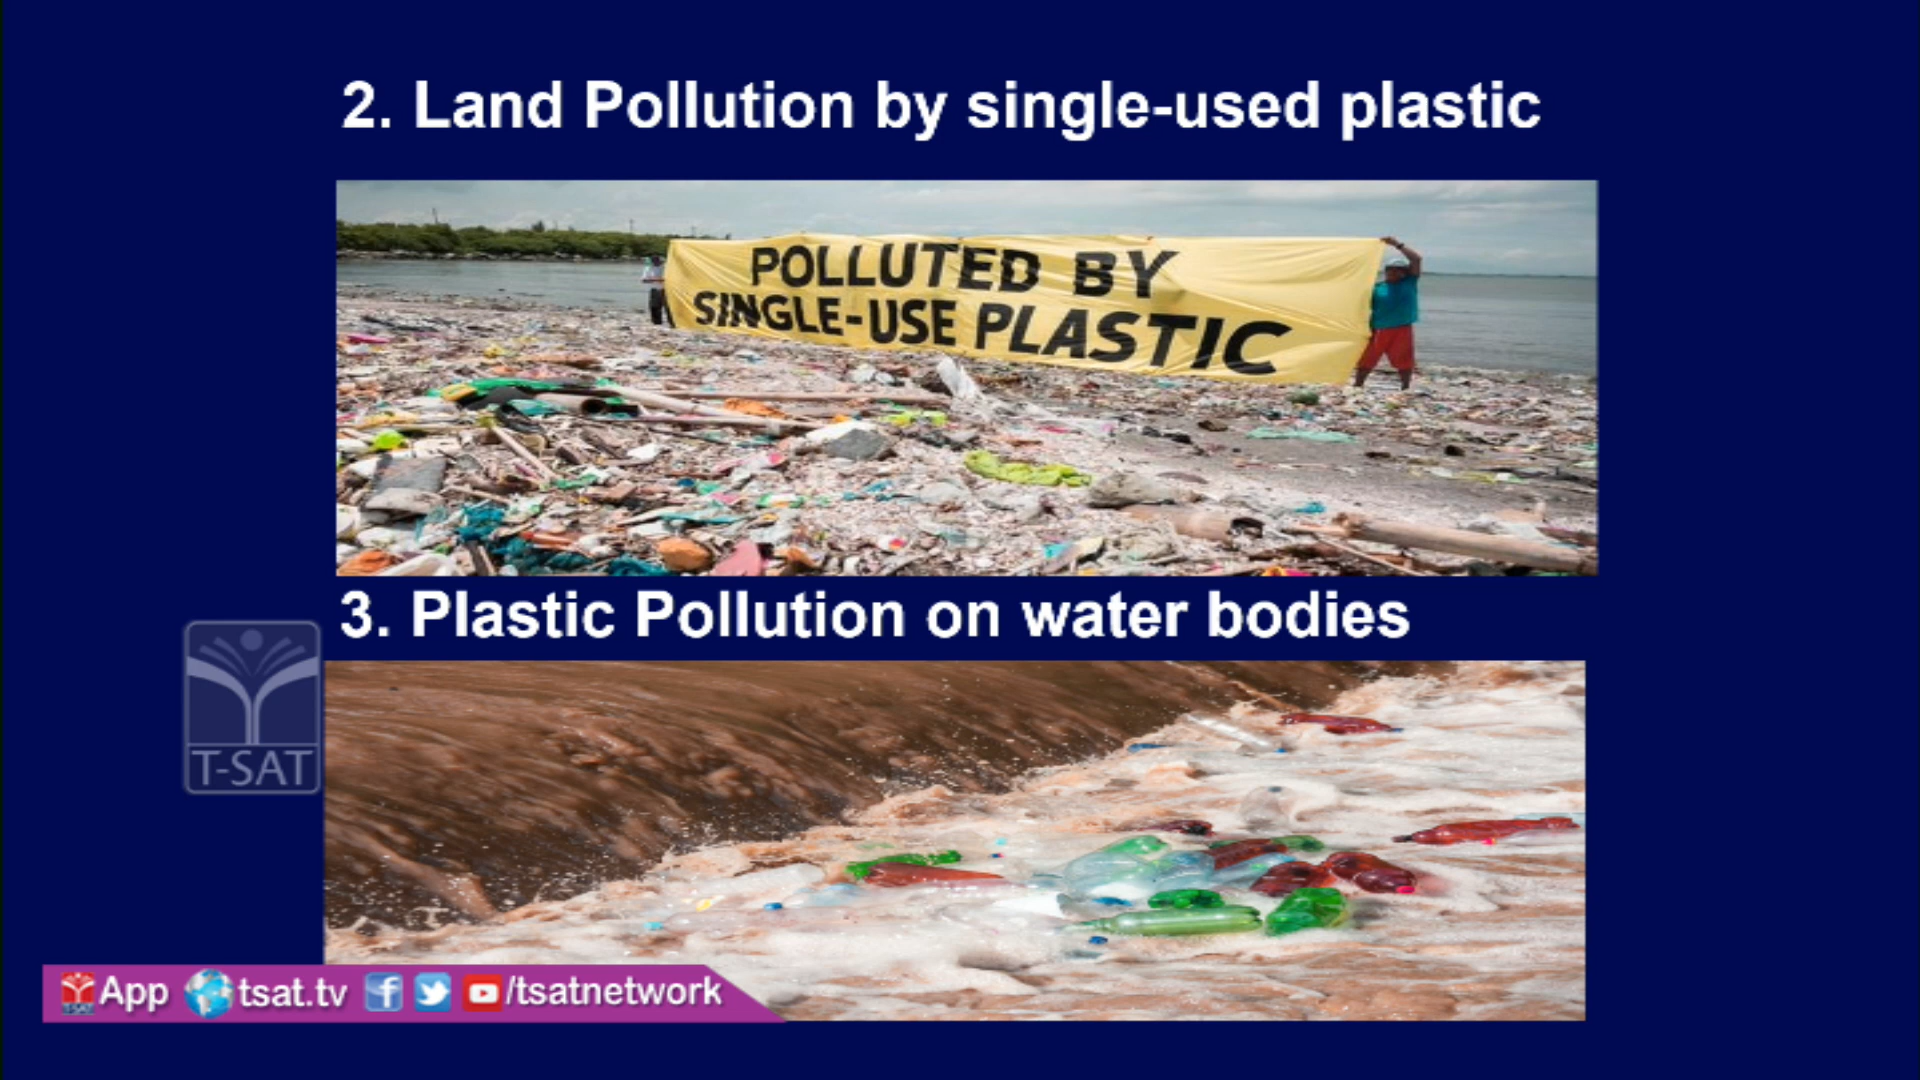 2. Land Pollution by single-used plastic
POLLUTED BY
SINGLE-USE PLASTIC
3. Plastic Pollution on water bodies
T-SAT
App tsat.tv /tsatnetwork